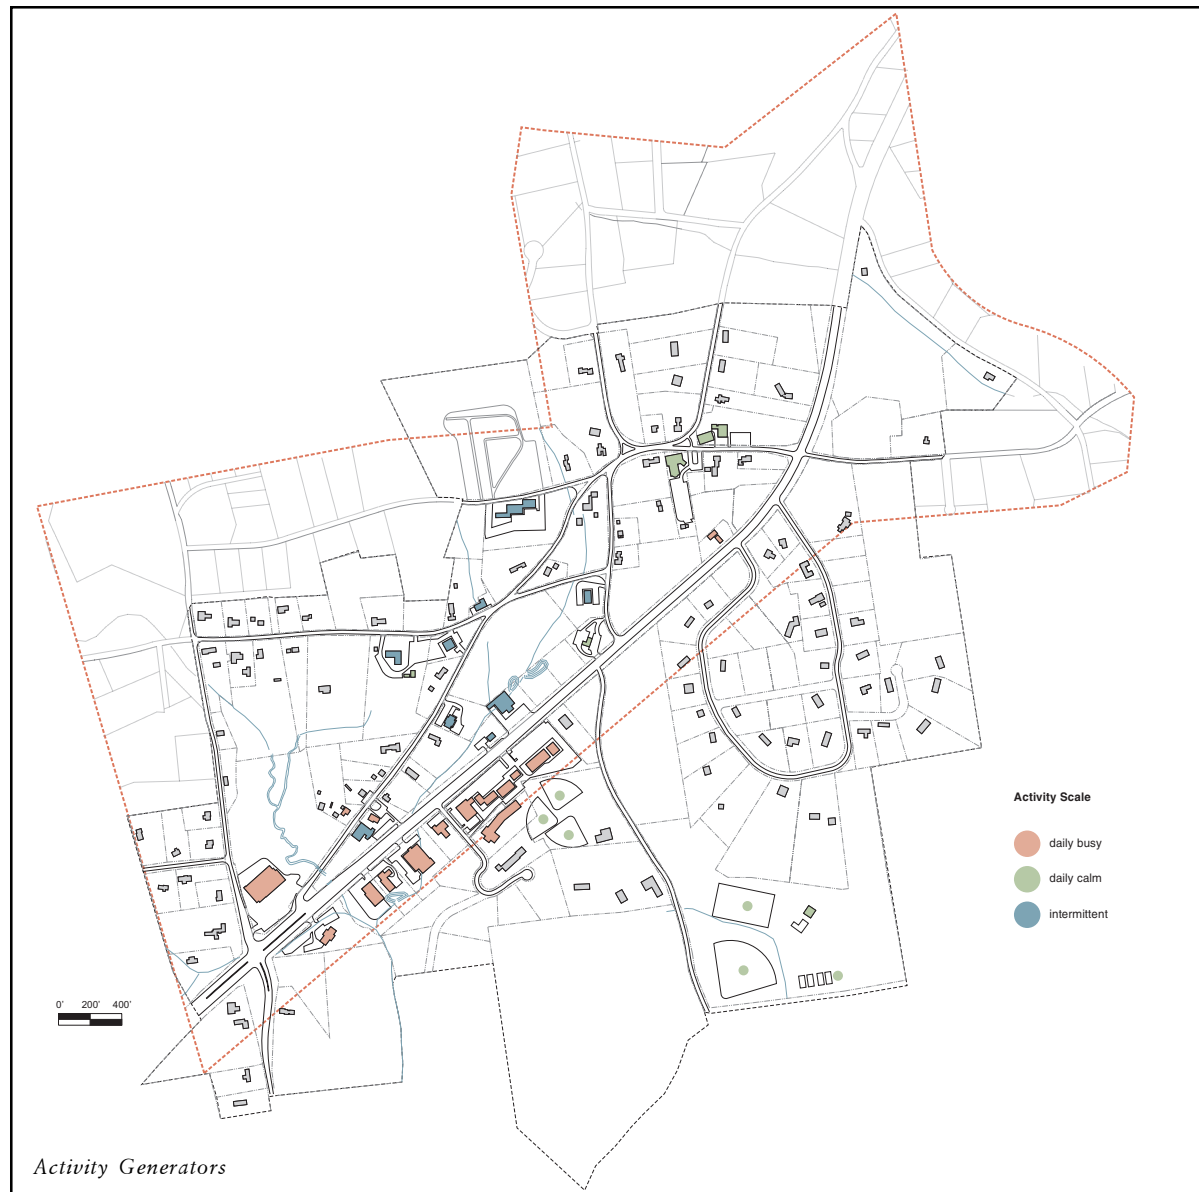 Activity Scale
daily busy
daily calm
intermittent
0' 200' 400'
Activity Generators